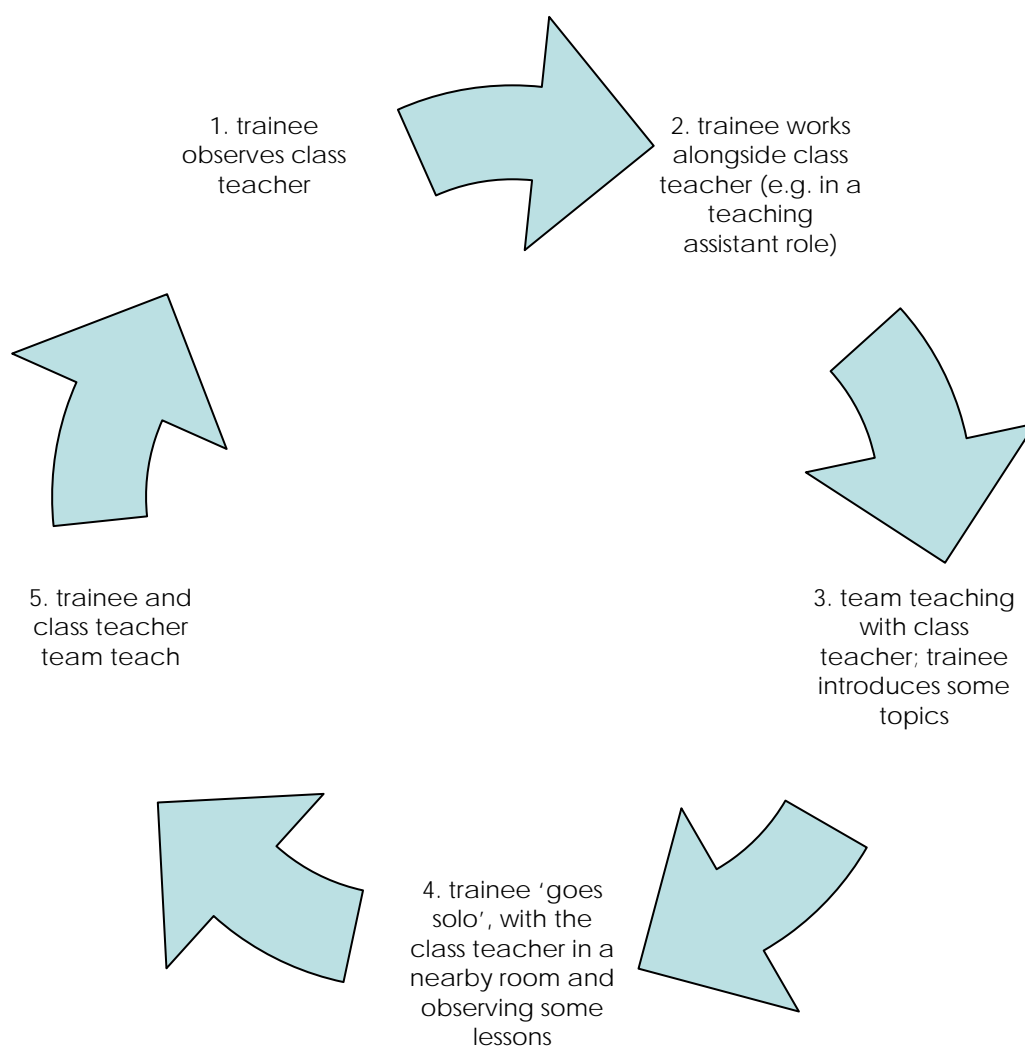 1. trainee
observes class
teacher
2. trainee works
alongside class
teacher (e.g. in a
teaching
assistant role)
3. team teaching
with class
teacher; trainee
introduces some
topics
4. trainee ‘goes
solo’, with the
class teacher in a
nearby room and
observing some
lessons
5. trainee and
class teacher
team teach